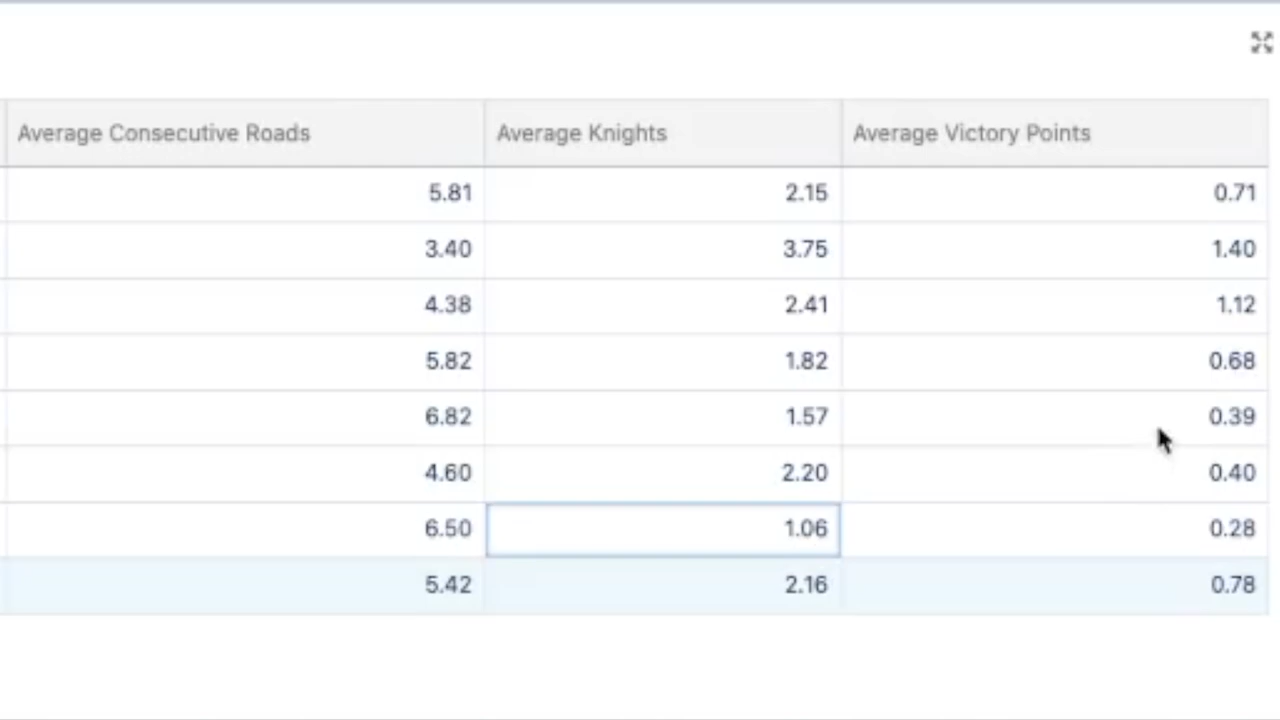 Average Consecutive Roads Average Knights Average Victory Points
5.81 2.15 0.71
3.40 3.75 1.40
4.38 2.41 1.12
5.82 1.82 0.68
6.82 1.57 0.39
4.60 2.20 0.40
6.50 1.06 0.28
5.42 2.16 0.78